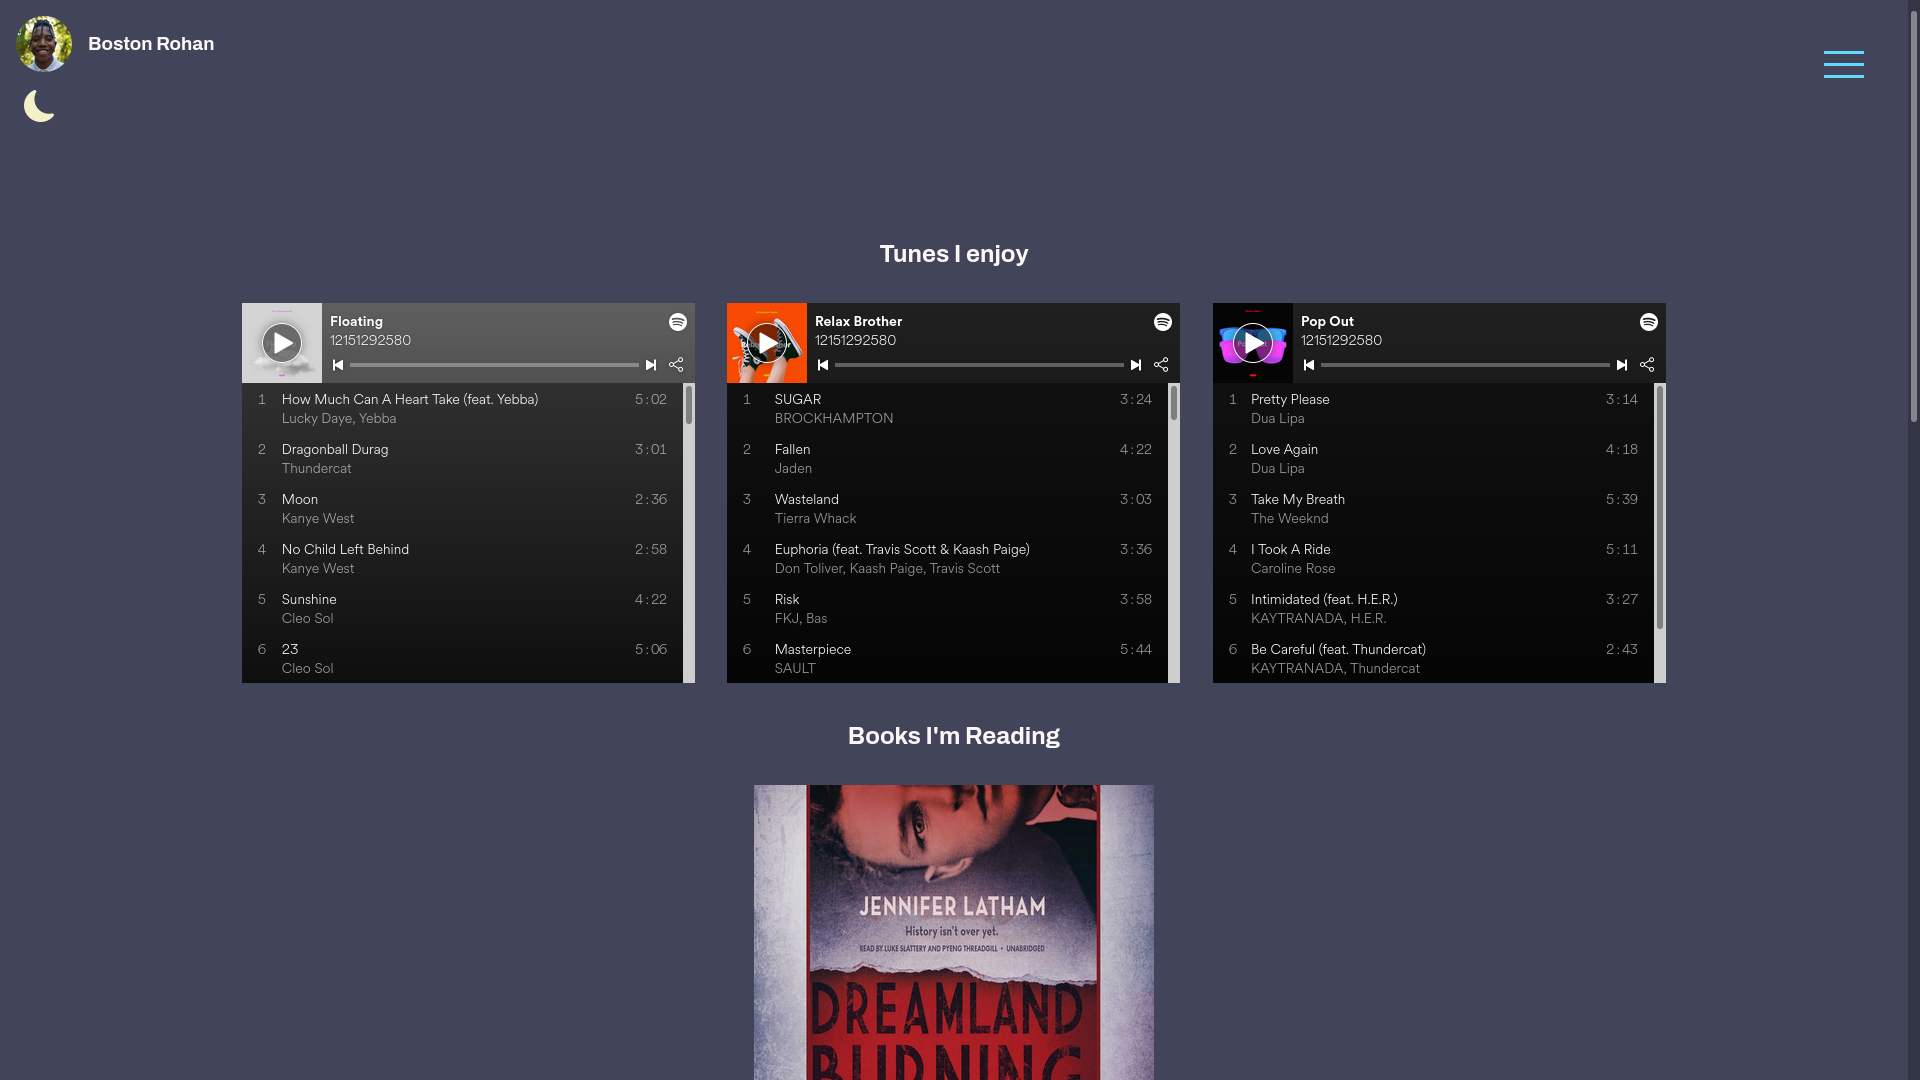 Boston Rohan
Tunes I enjoy
Floating
12151292580
1 How Much Can A Heart Take (feat. Yebba) 5:02
Lucky Daye, Yebba
2 Dragonball Durag 3:01
Thundercat
3 Moon 2:36
Kanye West
4 No Child Left Behind 2:58
Kanye West
5 Sunshine 4:22
Cleo Sol
6 23 5:06
Cleo Sol
Relax Brother
12151292580
1 SUGAR 3:24
BROCKHAMPTON
2 Fallen 4:22
Jaden
3 Wasteland 3:03
Tierra Whack
4 Euphoria (feat. Travis Scott & Kaash Paige) 3:36
Don Toliver, Kaash Paige, Travis Scott
5 Risk 3:58
FKJ, Bas
6 Masterpiece 5:44
SAULT
Pop Out
12151292580
1 Pretty Please 3:14
Dua Lipa
2 Love Again 4:18
Dua Lipa
3 Take My Breath 5:39
The Weeknd
4 I Took A Ride 5:11
Caroline Rose
5 Intimidated (feat. H.E.R.) 3:27
KAYTRANADA, H.E.R.
6 Be Careful (feat. Thundercat) 2:43
KAYTRANADA, Thundercat
Books I'm Reading
JENNIFER LATHAM
History isn't over yet.
READ BY LUKE SLATTERY AND PYENG THREADGILL • UNABRIDGED
DREAMLAND
BURNING